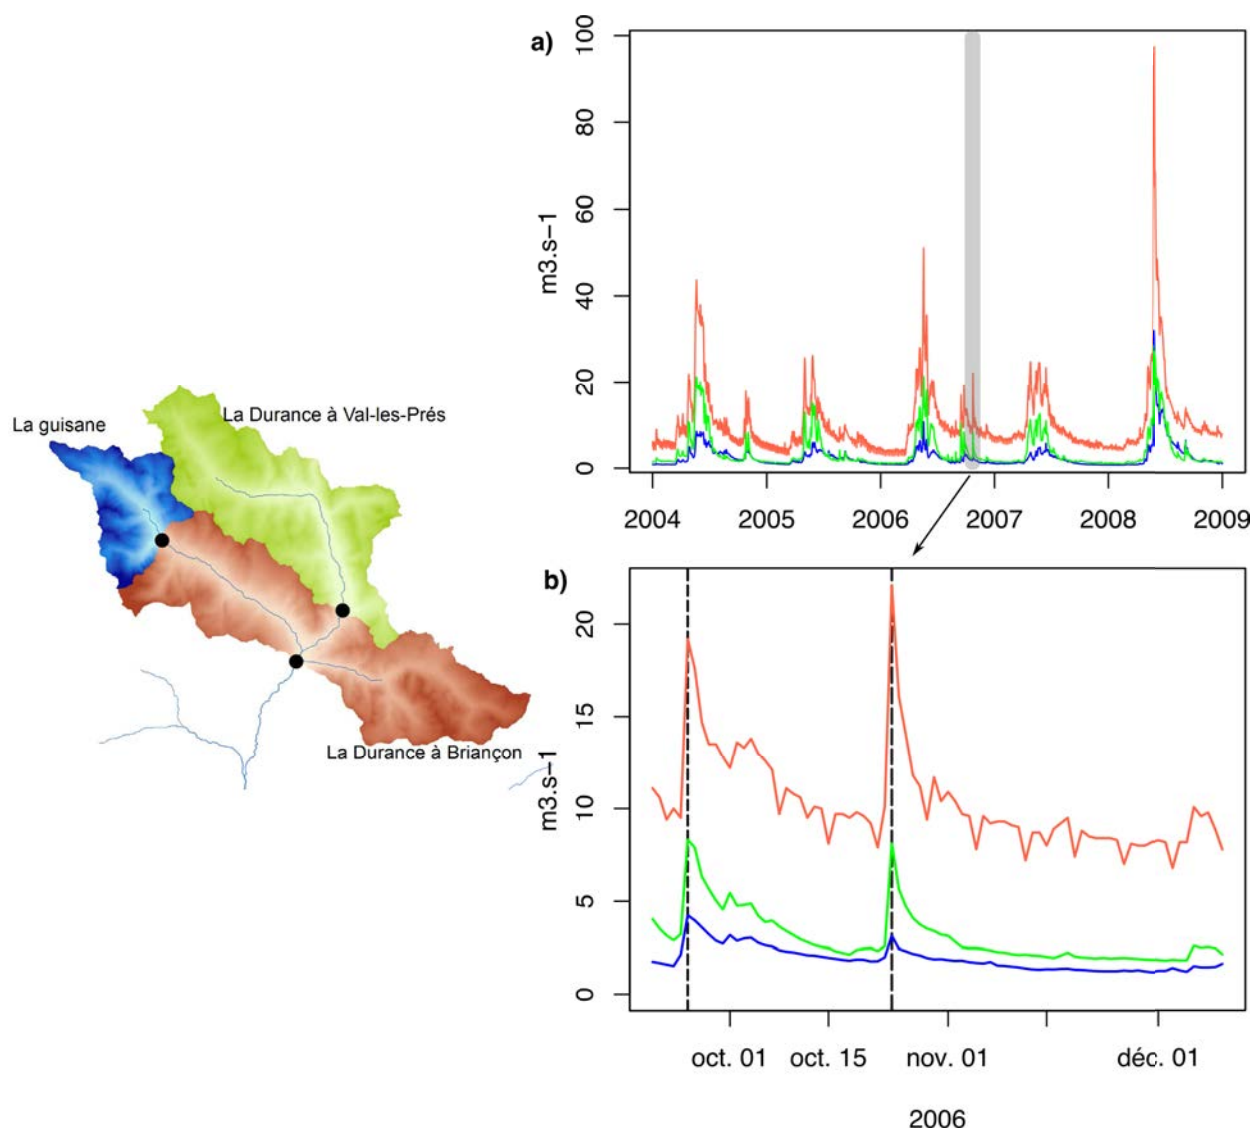 a)
m3.s−1
0
20
40
60
80
100
2004 2005 2006 2007 2008 2009
La guisane
La Durance à Val-les-Prés
La Durance à Briançon
b)
m3.s−1
0
5
10
15
20
oct. 01 oct. 15 nov. 01 déc. 01
2006